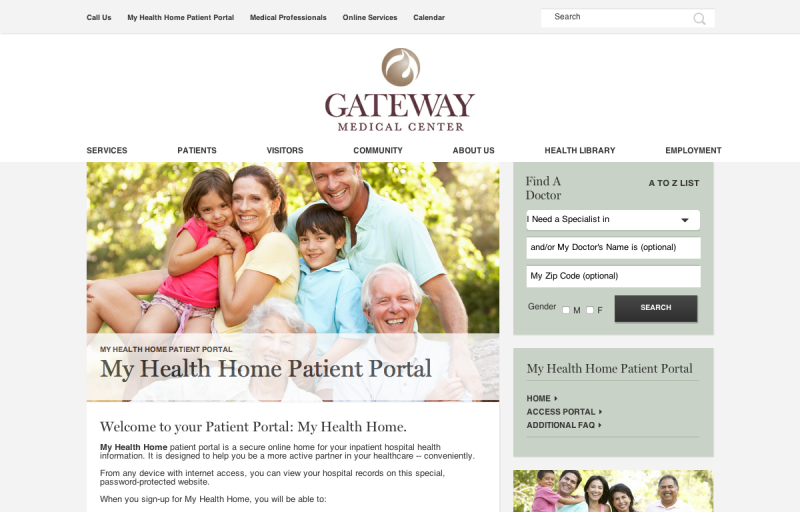 Call Us My Health Home Patient Portal Medical Professionals Online Services Calendar Search
GATEWAY
MEDICAL CENTER
SERVICES PATIENTS VISITORS COMMUNITY ABOUT US HEALTH LIBRARY EMPLOYMENT
MY HEALTH HOME PATIENT PORTAL
My Health Home Patient Portal
Welcome to your Patient Portal: My Health Home.
My Health Home patient portal is a secure online home for your inpatient hospital health
information. It is designed to help you be a more active partner in your healthcare – conveniently.
From any device with internet access, you can view your hospital records on this special,
password-protected website.
When you sign-up for My Health Home, you will be able to:
Find A
Doctor
A TO Z LIST
I Need a Specialist in
and/or My Doctor's Name is (optional)
My Zip Code (optional)
Gender M F SEARCH
My Health Home Patient Portal
HOME
ACCESS PORTAL
ADDITIONAL FAQ